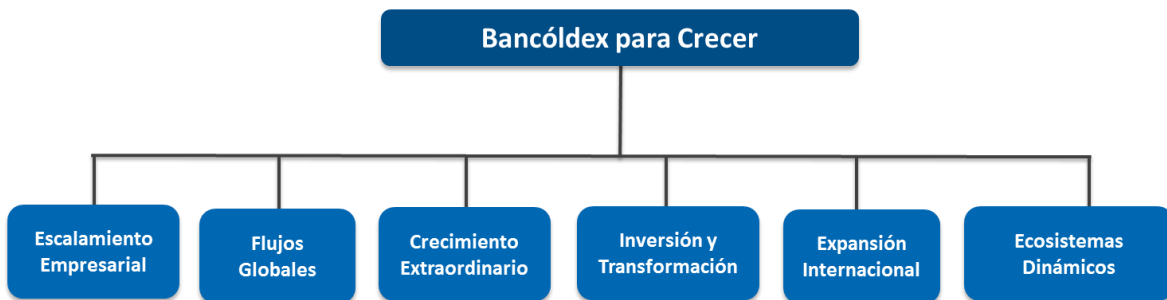 Bancóldex para Crecer
Escalamiento
Empresarial
Flujos
Globales
Crecimiento
Extraordinario
Inversión y
Transformación
Expansión
Internacional
Ecosistemas
Dinámicos